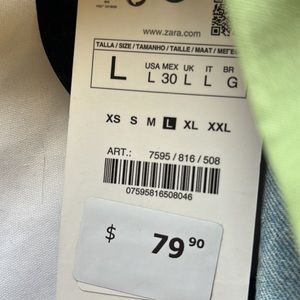 www.zara.com
TALLA / SIZE / TAMANHO / TAILLE / MAAT /
L
USA MEX UK IT BR
L 30 L L G
XS S M L XL XXL
ART.: 7595 / 816 / 508
07595816508046
$ 79 90